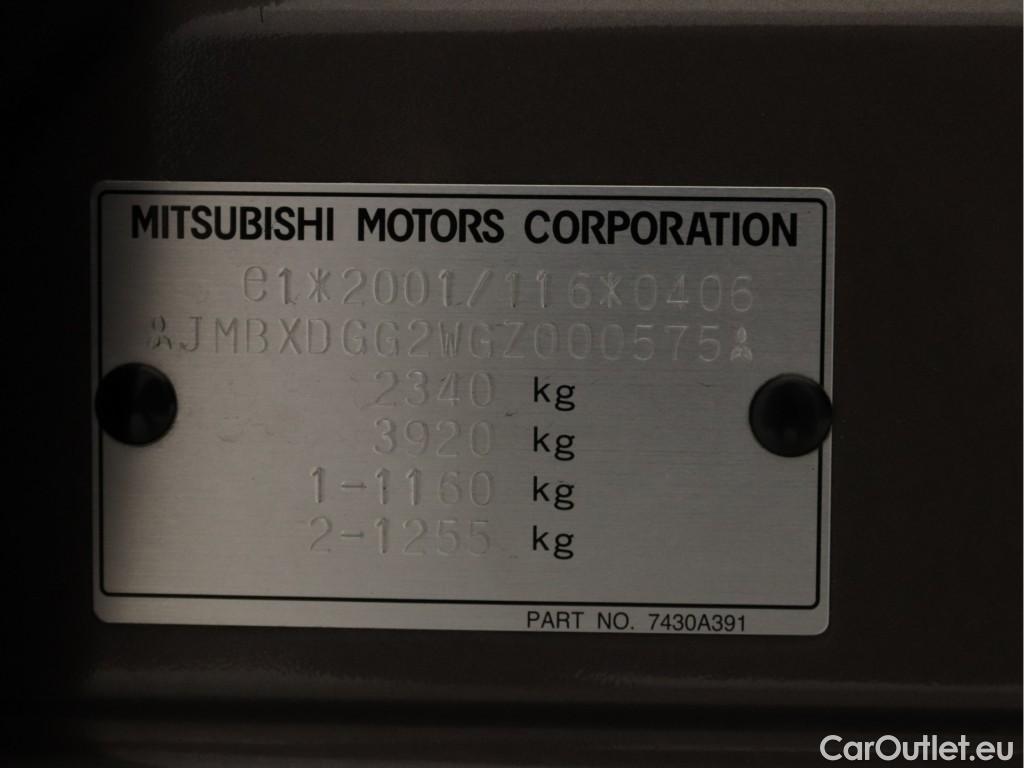 MITSUBISHI MOTORS CORPORATION
e1*2001/116*0406
JMBXDGG2WGZ000575
2340 kg
3920 kg
1-1160 kg
2-1255 kg
PART NO. 7430A391
CarOutlet.eu